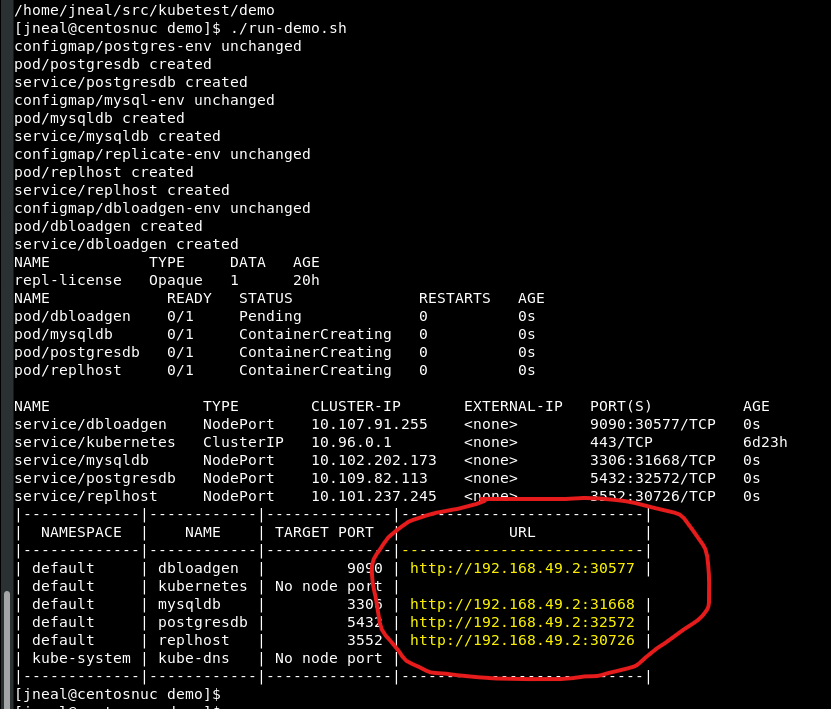 /home/jneal/src/kubetest/demo
[jneal@centosnuc demo]$ ./run-demo.sh
configmap/postgres-env unchanged
pod/postgresdb created
service/postgresdb created
configmap/mysql-env unchanged
pod/mysqldb created
service/mysqldb created
configmap/replicate-env unchanged
pod/replhost created
service/replhost created
configmap/dbloadgen-env unchanged
pod/dbloadgen created
service/dbloadgen created
NAME           TYPE     DATA   AGE
repl-license   Opaque   1      20h
NAME             READY   STATUS              RESTARTS   AGE
pod/dbloadgen    0/1     Pending             0          0s
pod/mysqldb      0/1     ContainerCreating   0          0s
pod/postgresdb   0/1     ContainerCreating   0          0s
pod/replhost     0/1     ContainerCreating   0          0s
NAME                 TYPE        CLUSTER-IP       EXTERNAL-IP   PORT(S)          AGE
service/dbloadgen    NodePort    10.107.91.255    <none>        9090:30577/TCP   0s
service/kubernetes   ClusterIP   10.96.0.1        <none>        443/TCP          6d23h
service/mysqldb      NodePort    10.102.202.173   <none>        3306:31668/TCP   0s
service/postgresdb   NodePort    10.109.82.113    <none>        5432:32572/TCP   0s
service/replhost     NodePort    10.101.237.245   <none>        3552:30726/TCP   0s
|-------------|------------|--------------|---------------------------|
|  NAMESPACE  |    NAME    | TARGET PORT  |            URL            |
|-------------|------------|--------------|---------------------------|
| default     | dbloadgen  |         9090 | http://192.168.49.2:30577 |
| default     | kubernetes | No node port |
| default     | mysqldb    |         3306 | http://192.168.49.2:31668 |
| default     | postgresdb |         5432 | http://192.168.49.2:32572 |
| default     | replhost   |         3552 | http://192.168.49.2:30726 |
| kube-system | kube-dns   | No node port |
|-------------|------------|--------------|---------------------------|
[jneal@centosnuc demo]$